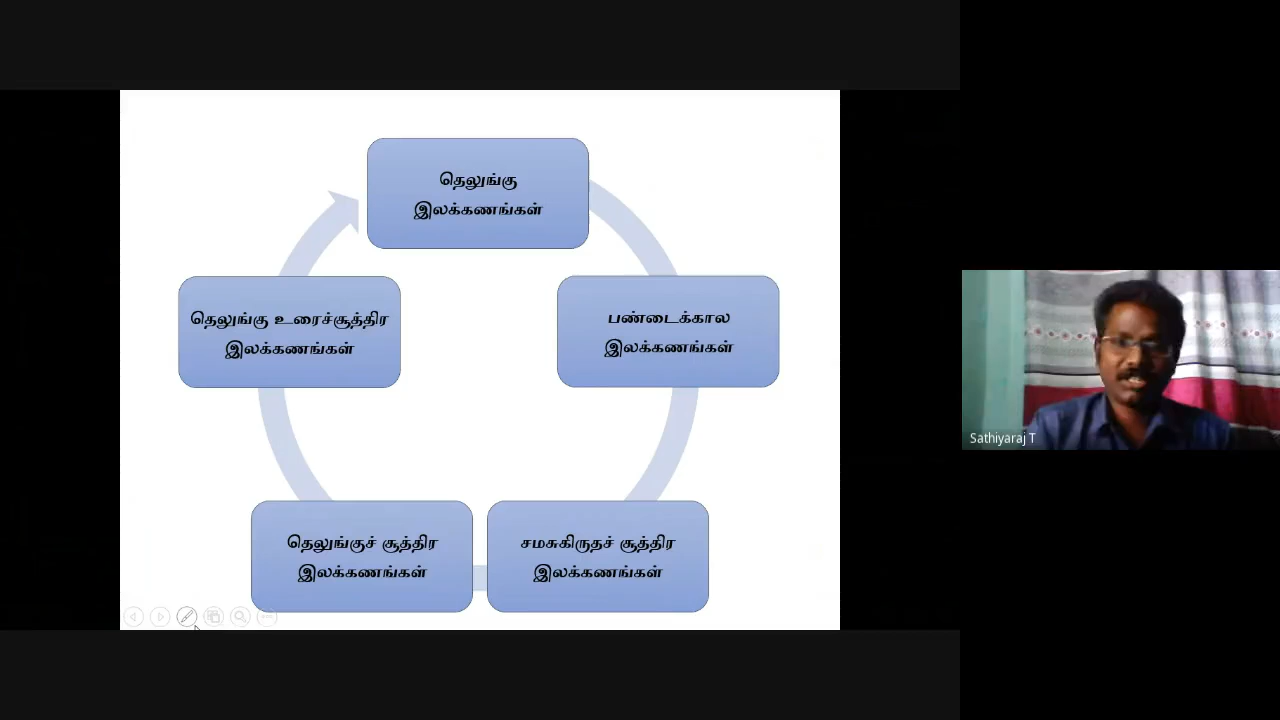 தெலுங்கு
இலக்கணங்கள்
பண்டைக்கால
இலக்கணங்கள்
சமசுகிருதச் சூத்திர
இலக்கணங்கள்
தெலுங்குச் சூத்திர
இலக்கணங்கள்
தெலுங்கு உரைச்சூத்திர
இலக்கணங்கள்
Sathiyaraj T